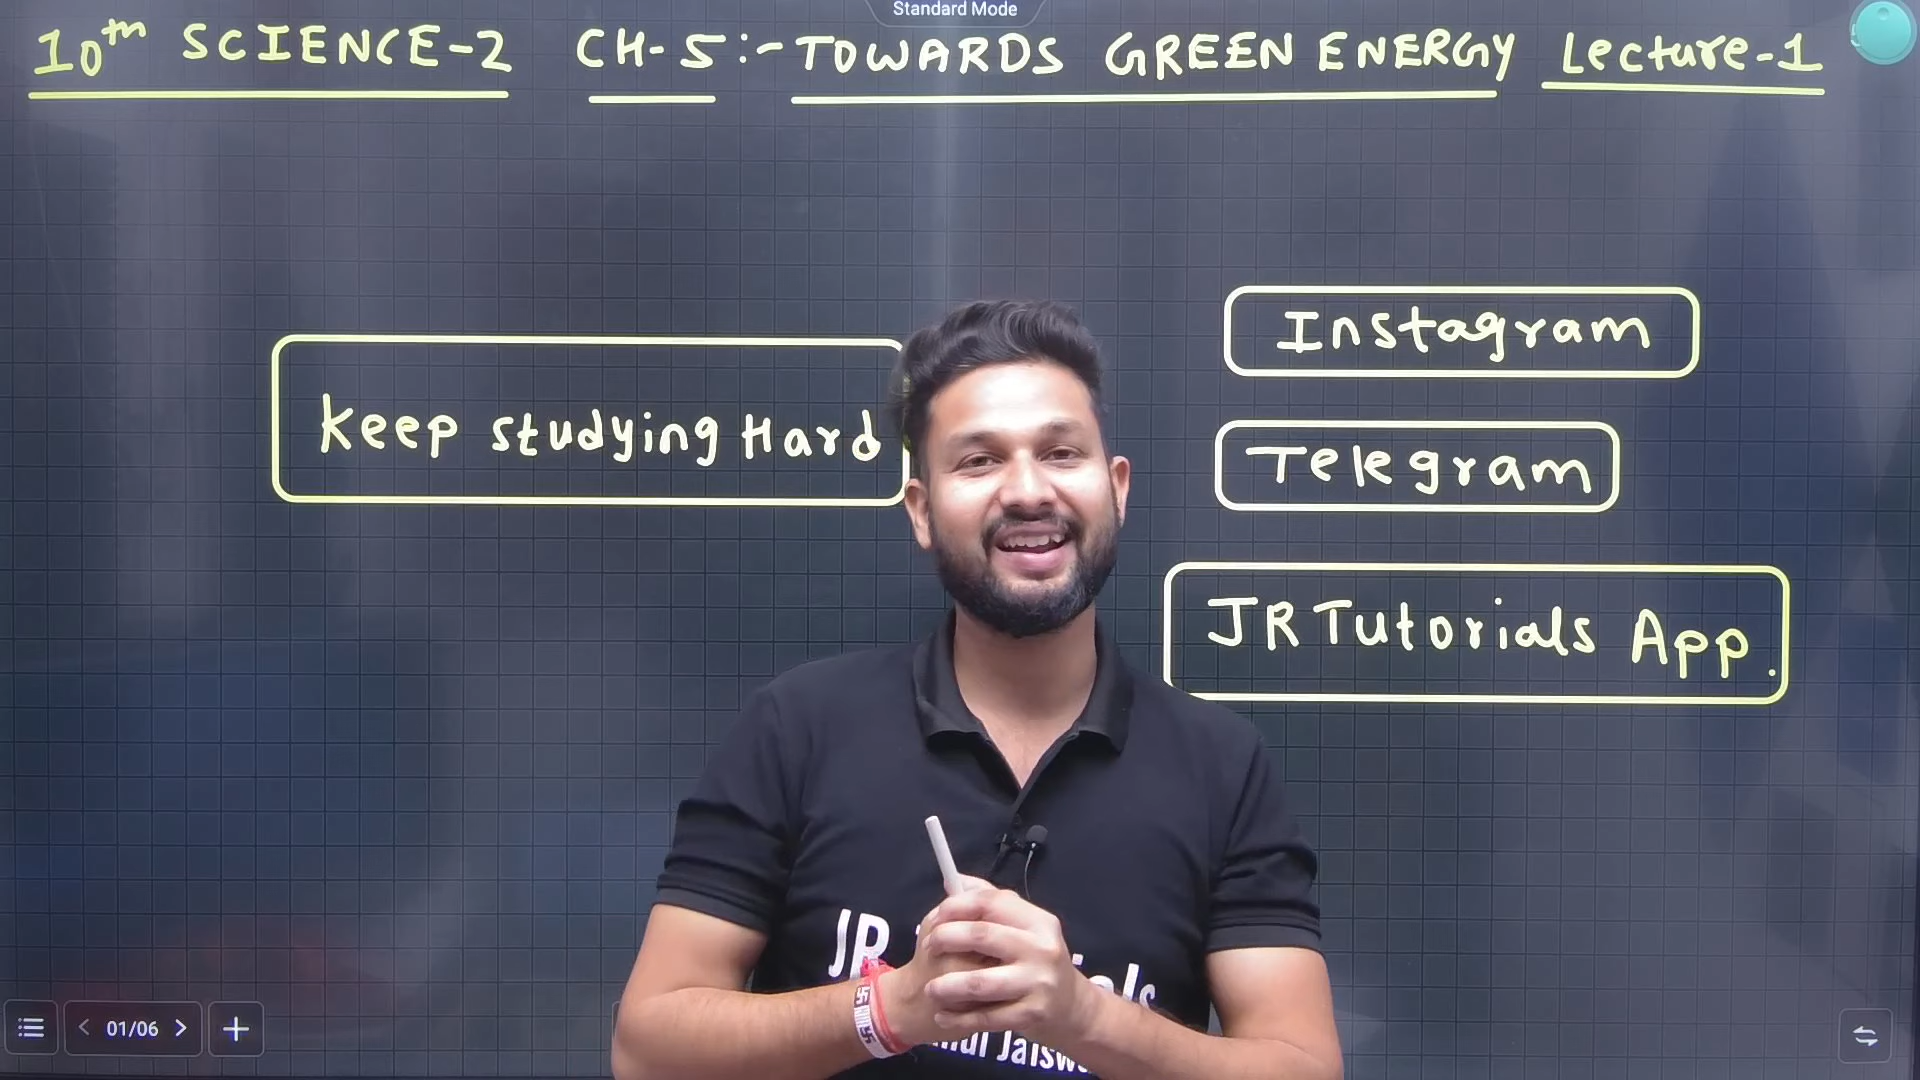 Standard Mode
10th SCIENCE-2 CH-5:- TOWARDS GREEN ENERGY Lecture-1
Instagram
Keep studying Hard
Telegram
JR Tutorials App.
JR
01/06